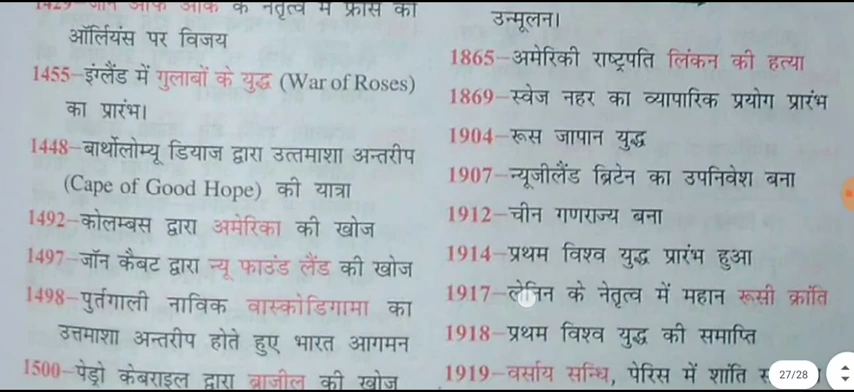 1429-जॉन ऑफ आर्क के नेतृत्व में फ्रांस की
ऑर्लियंस पर विजय
1455-इंग्लैंड में गुलाबों के युद्ध (War of Roses)
का प्रारंभ।
1448-बार्थोलोम्यू डियाज द्वारा उत्तमाशा अन्तरीप
(Cape of Good Hope) की यात्रा
1492-कोलम्बस द्वारा अमेरिका की खोज
1497-जॉन कैबट द्वारा न्यू फाउंड लैंड की खोज
1498-पुर्तगाली नाविक वास्कोडिगामा का
उत्तमाशा अन्तरीप होते हुए भारत आगमन
1500-पेड्रो केबराइल द्वारा ब्राजील की खोज
उन्मूलन।
1865-अमेरिकी राष्ट्रपति लिंकन की हत्या
1869-स्वेज नहर का व्यापारिक प्रयोग प्रारंभ
1904-रूस जापान युद्ध
1907-न्यूजीलैंड ब्रिटेन का उपनिवेश बना
1912-चीन गणराज्य बना
1914-प्रथम विश्व युद्ध प्रारंभ हुआ
1917-लेनिन के नेतृत्व में महान रूसी क्रांति
1918-प्रथम विश्व युद्ध की समाप्ति
1919-वर्साय सन्धि, पेरिस में शांति
27/28